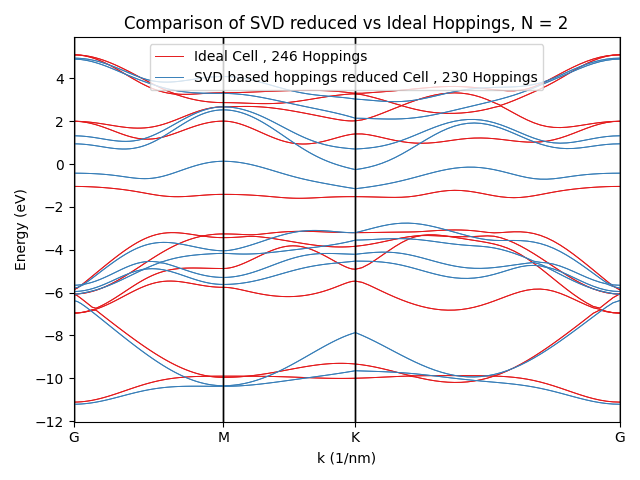 Comparison of SVD reduced vs Ideal Hoppings, N = 2
Ideal Cell , 246 Hoppings
SVD based hoppings reduced Cell , 230 Hoppings
Energy (eV)
4
2
0
−2
−4
−6
−8
−10
−12
G M K G
k (1/nm)